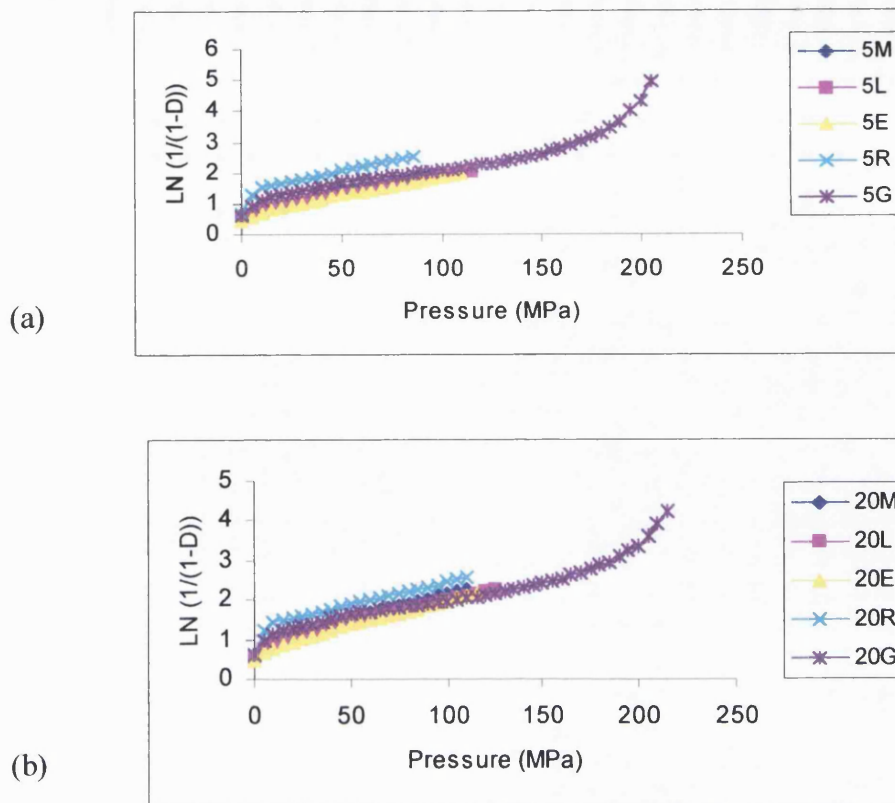 6
5
4
3
2
1
0
LN (1/(1-D))
0 50 100 150 200 250
Pressure (MPa)
5M
5L
5E
5R
5G
(a)
5
4
3
2
1
0
LN (1/(1-D))
0 50 100 150 200 250
Pressure (MPa)
20M
20L
20E
20R
20G
(b)